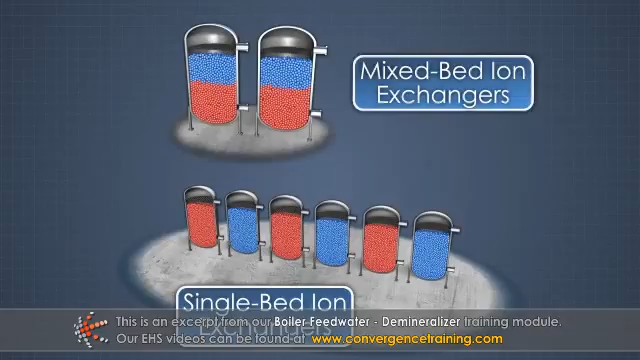 Mixed-Bed Ion
Exchangers
Single-Bed Ion
Exchangers
This is an excerpt from our Boiler Feedwater - Demineralizer training module.
Our EHS videos can be found at www.convergencetraining.com